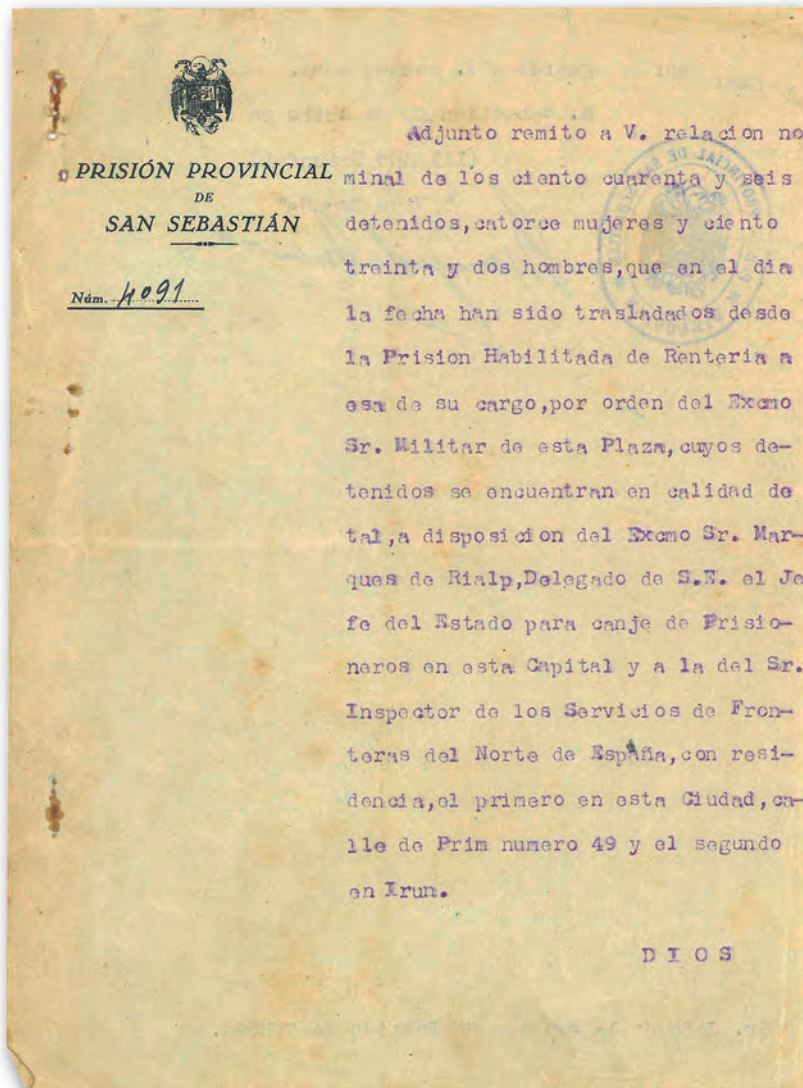 PRISIÓN PROVINCIAL
DE
SAN SEBASTIÁN
Núm. 4091
Adjunto remito a V. relacion no
minal de los ciento cuarenta y seis
detenidos,catorce mujeres y ciento
treinta y dos hombres,que en el dia
la fecha han sido trasladados desde
la Prision Habilitada de Renteria a
esa de su cargo,por orden del Excmo
Sr. Militar de esta Plaza,cuyos de-
tenidos se encuentran en calidad de
tal,a disposicion del Excmo Sr. Mar-
ques de Rialp,Delegado de S.E. el Je
fe del Estado para canje de Prisio-
neros en esta Capital y a la del Sr.
Inspector de los Servicios de Fron-
teras del Norte de España,con resi-
dencia,el primero en esta Ciudad,ca-
lle de Prim numero 49 y el segundo
en Irun.
D I O S